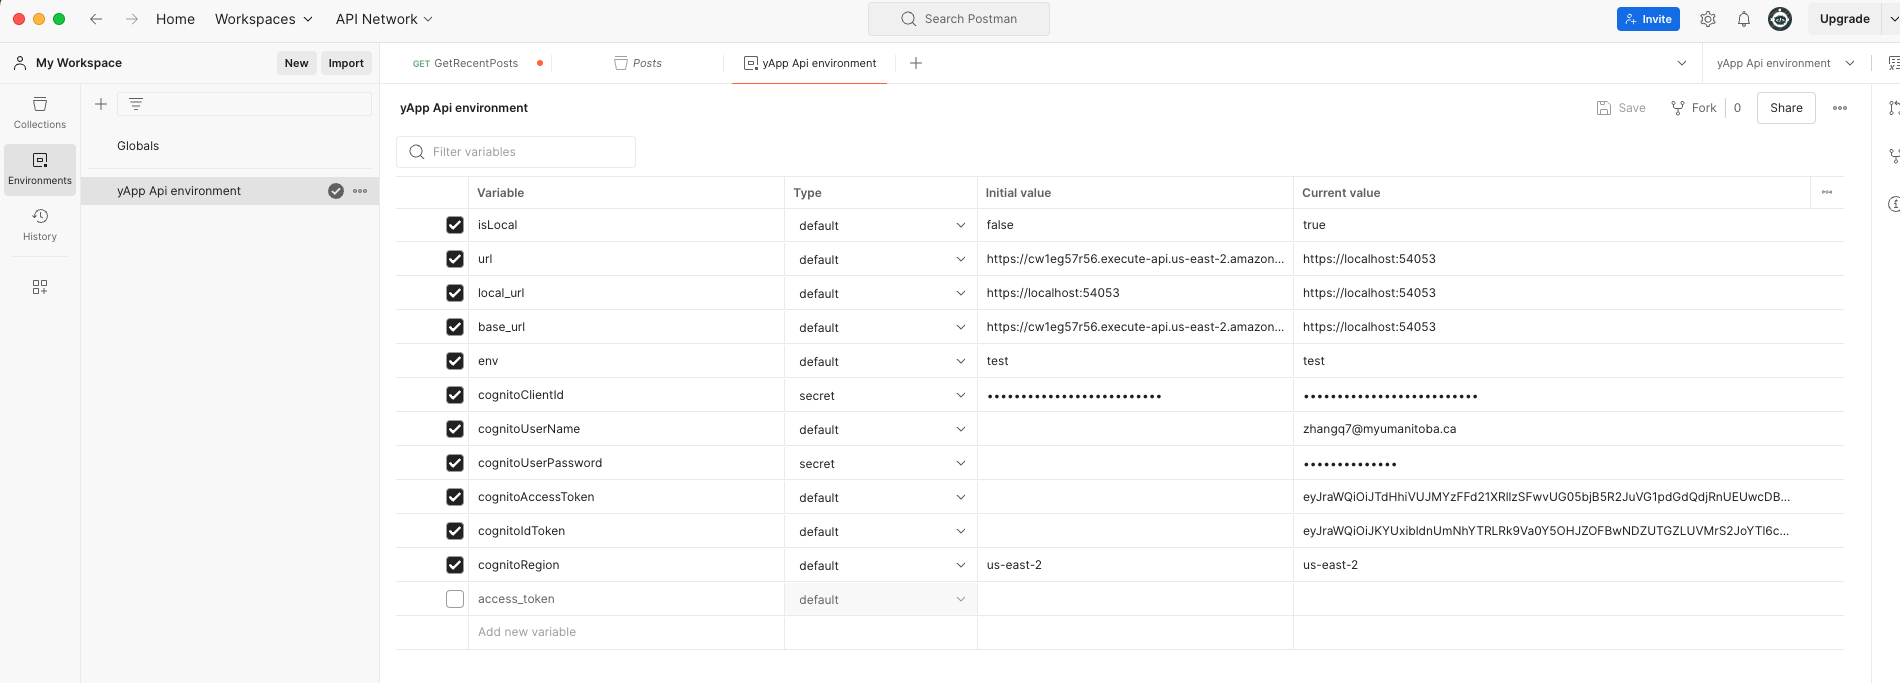 Home Workspaces API Network Search Postman Invite Upgrade
My Workspace New Import GET GetRecentPosts Posts yApp Api environment yApp Api environment
Collections
Environments
History
Globals
yApp Api environment
yApp Api environment Save Fork 0 Share
Filter variables
Variable Type Initial value Current value
isLocal default false true
url default https://cw1eg57r56.execute-api.us-east-2.amazon... https://localhost:54053
local_url default https://localhost:54053 https://localhost:54053
base_url default https://cw1eg57r56.execute-api.us-east-2.amazon... https://localhost:54053
env default test test
cognitoClientId secret •••••••••••••••••••••••••• ••••••••••••••••••••••••••
cognitoUserName default zhangq7@myumanitoba.ca
cognitoUserPassword secret ••••••••••••••
cognitoAccessToken default
cognitoIdToken default
cognitoRegion default us-east-2 us-east-2
access_token default
Add new variable